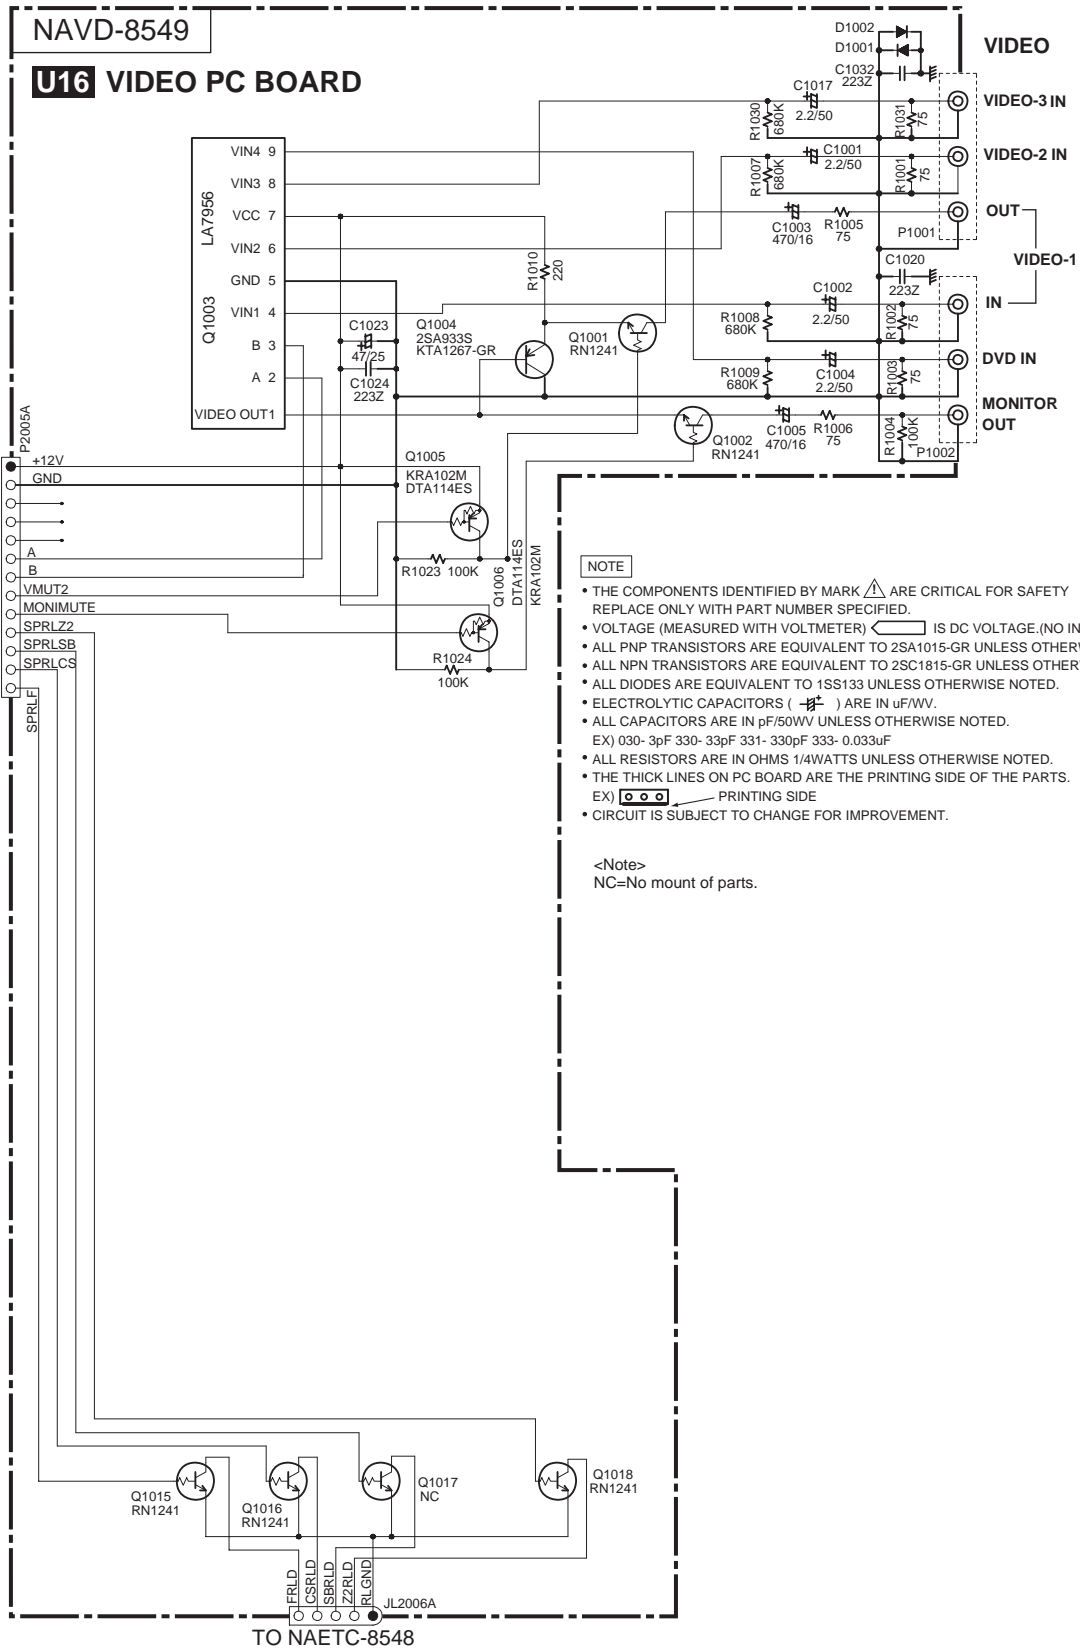 NAVD-8549
U16 VIDEO PC BOARD
D1002
D1001
C1032
223Z
VIDEO
C1017
2.2/50
R1030
680K
R1031
75
VIDEO-3 IN
C1001
2.2/50
R1007
680K
R1001
75
VIDEO-2 IN
C1003
470/16
R1005
75
P1001
OUT
VIDEO-1
C1020
223Z
C1002
2.2/50
R1008
680K
R1002
75
IN
R1009
680K
C1004
2.2/50
R1003
75
DVD IN
C1005
470/16
R1006
75
R1004
100K
P1002
MONITOR
OUT
LA7956
Q1003
VIN4 9
VIN3 8
VCC 7
VIN2 6
GND 5
VIN1 4
B 3
A 2
VIDEO OUT1
R1010
220
C1023
47/25
C1024
223Z
Q1004
2SA933S
KTA1267-GR
Q1001
RN1241
Q1002
RN1241
P2005A
+12V
GND
A
B
VMUT2
MONIMUTE
SPRLZ2
SPRLSB
SPRLCS
SPRLF
Q1005
KRA102M
DTA114ES
R1023 100K
Q1006
DTA114ES
KRA102M
R1024
100K
NOTE
• THE COMPONENTS IDENTIFIED BY MARK ⚠ ARE CRITICAL FOR SAFETY
REPLACE ONLY WITH PART NUMBER SPECIFIED.
• VOLTAGE (MEASURED WITH VOLTMETER) IS DC VOLTAGE.(NO IN
• ALL PNP TRANSISTORS ARE EQUIVALENT TO 2SA1015-GR UNLESS OTHERW
• ALL NPN TRANSISTORS ARE EQUIVALENT TO 2SC1815-GR UNLESS OTHER
• ALL DIODES ARE EQUIVALENT TO 1SS133 UNLESS OTHERWISE NOTED.
• ELECTROLYTIC CAPACITORS ( + ) ARE IN uF/WV.
• ALL CAPACITORS ARE IN pF/50WV UNLESS OTHERWISE NOTED.
EX) 030- 3pF 330- 33pF 331- 330pF 333- 0.033uF
• ALL RESISTORS ARE IN OHMS 1/4WATTS UNLESS OTHERWISE NOTED.
• THE THICK LINES ON PC BOARD ARE THE PRINTING SIDE OF THE PARTS.
EX) PRINTING SIDE
• CIRCUIT IS SUBJECT TO CHANGE FOR IMPROVEMENT.
<Note>
NC=No mount of parts.
Q1015
RN1241
Q1016
RN1241
Q1017
NC
Q1018
RN1241
FRLD
CSRLD
SBRLD
Z2RLD
RLGND
JL2006A
TO NAETC-8548